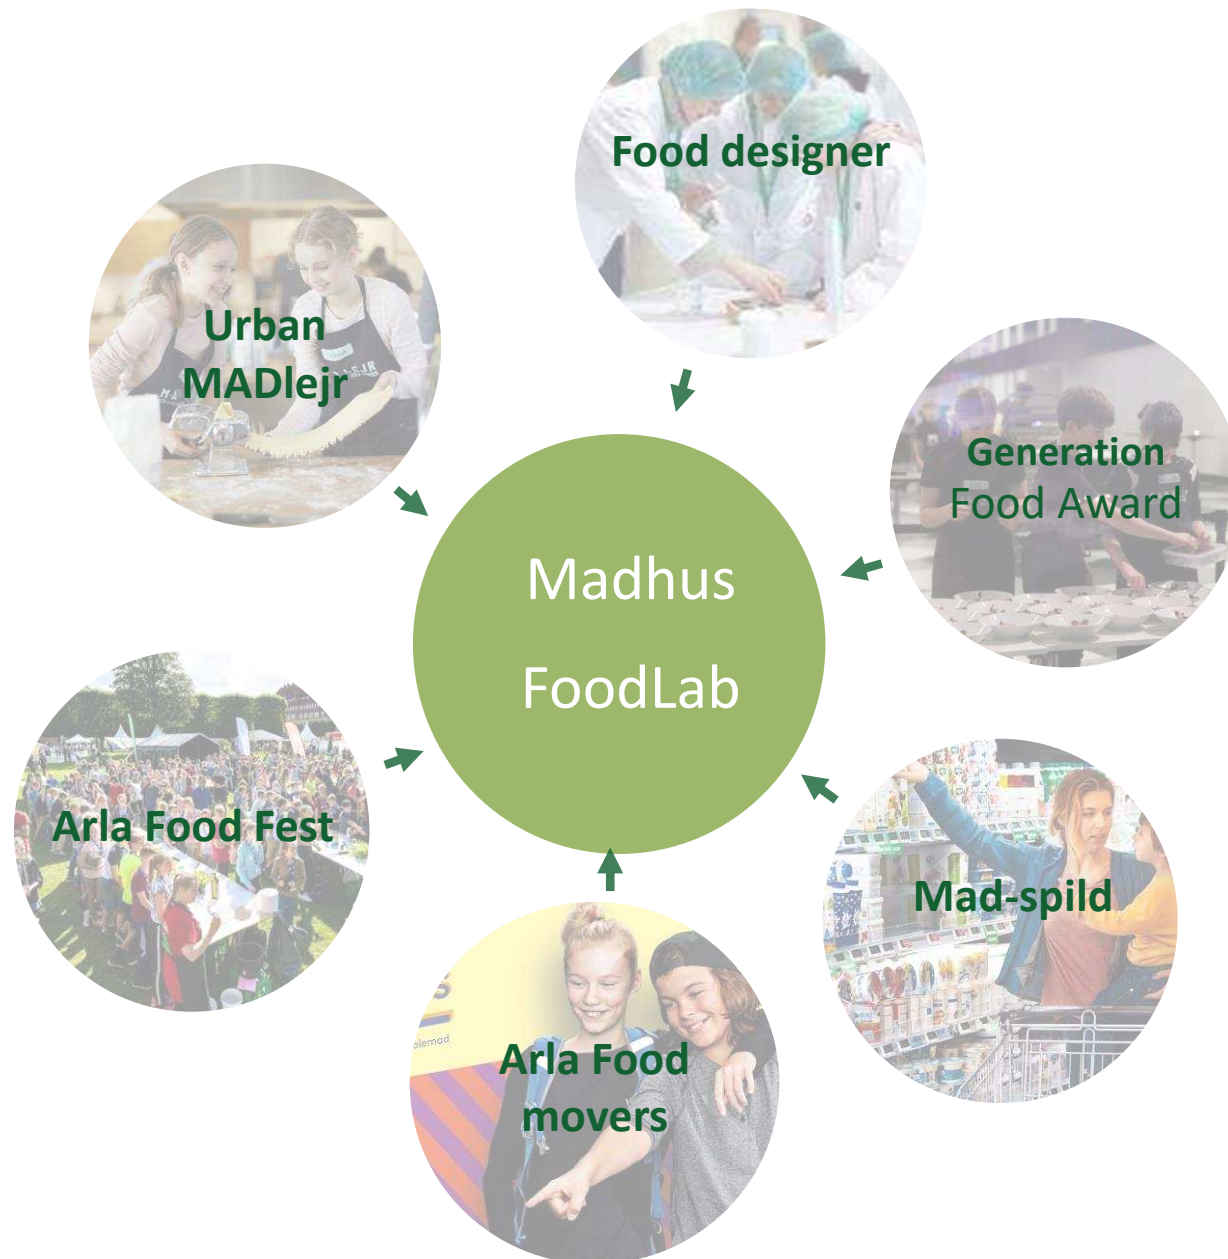 Food designer
Urban
MADlejr
Generation
Food Award
Madhus
FoodLab
Arla Food Fest
Mad-spild
Arla Food
movers